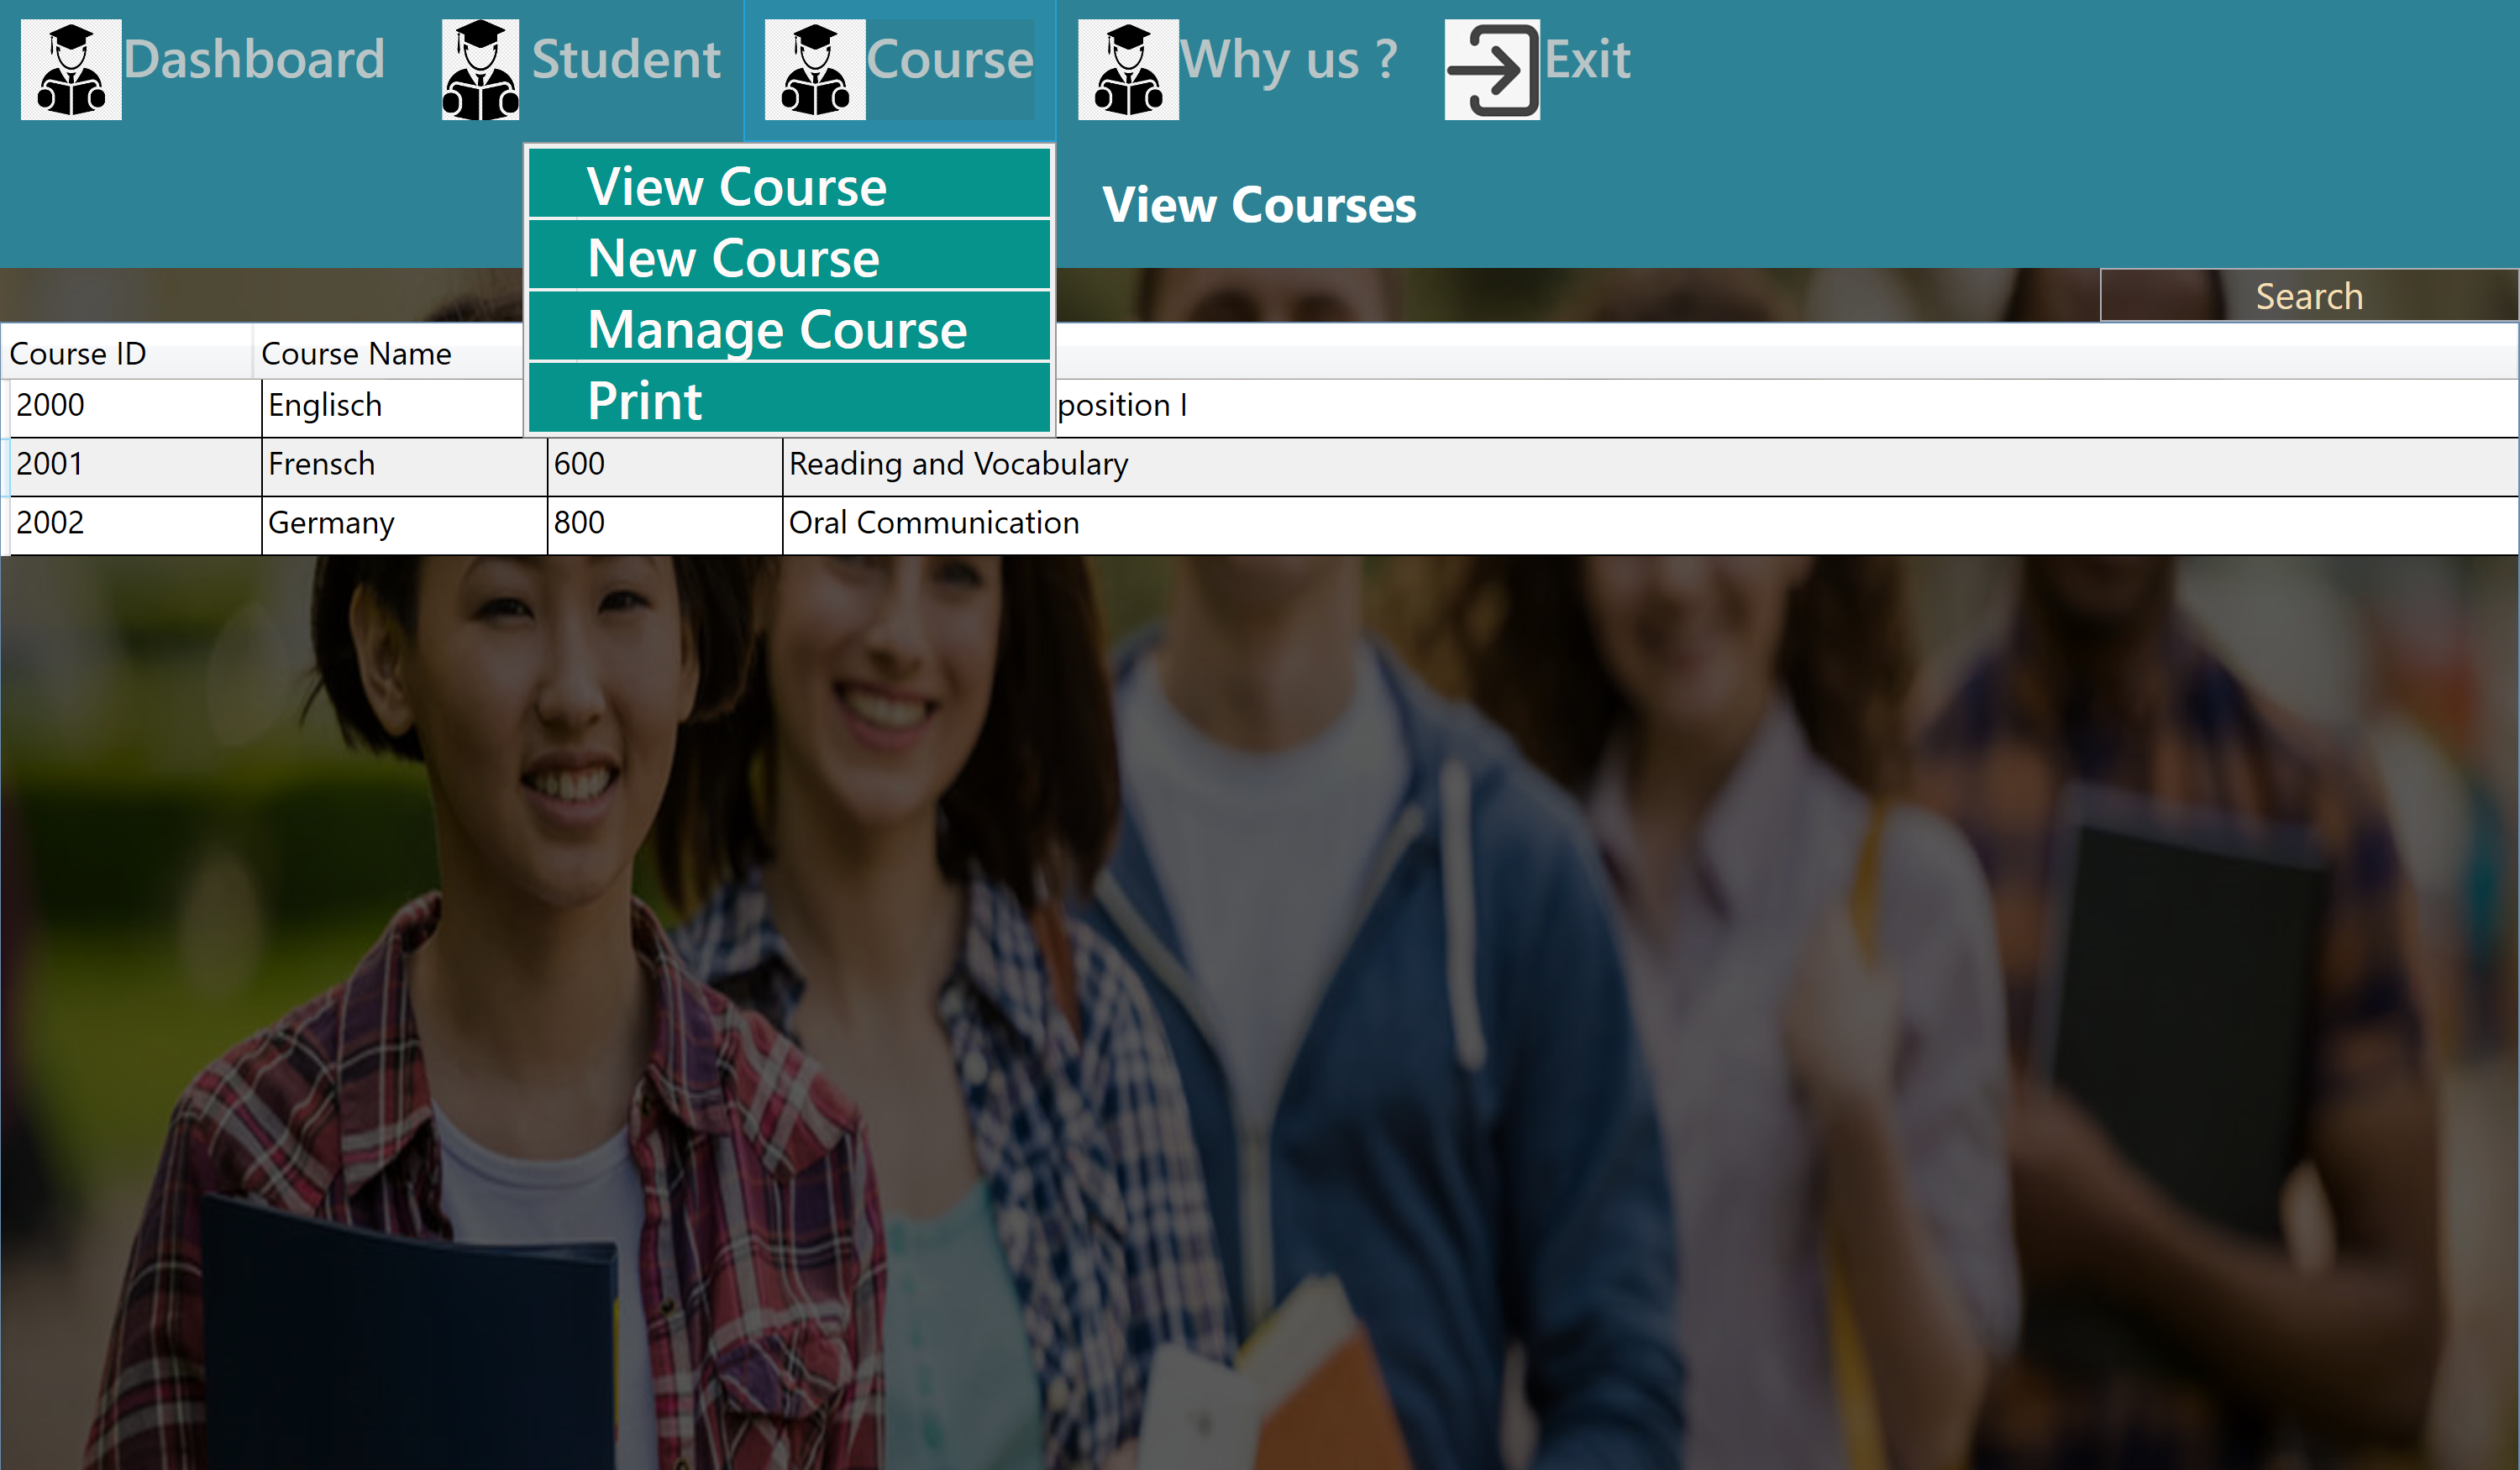 Dashboard Student Course Why us ? Exit
View Course
View Courses
New Course
Manage Course
Print
Search
Course ID Course Name
2000 Englisch position I
2001 Frensch 600 Reading and Vocabulary
2002 Germany 800 Oral Communication